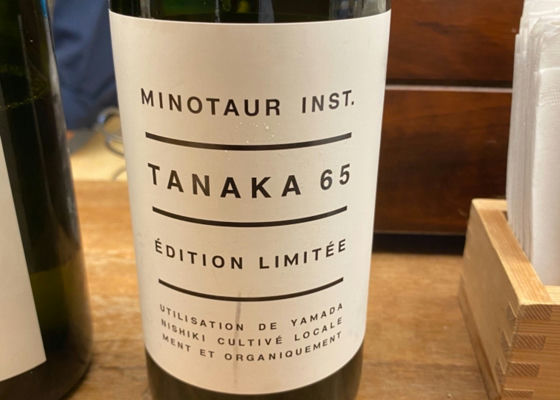 MINOTAUR INST.
TANAKA 65
ÉDITION LIMITÉE
UTILISATION DE YAMADA
NISHIKI CULTIVÉ LOCALE
MENT ET ORGANIQUEMENT